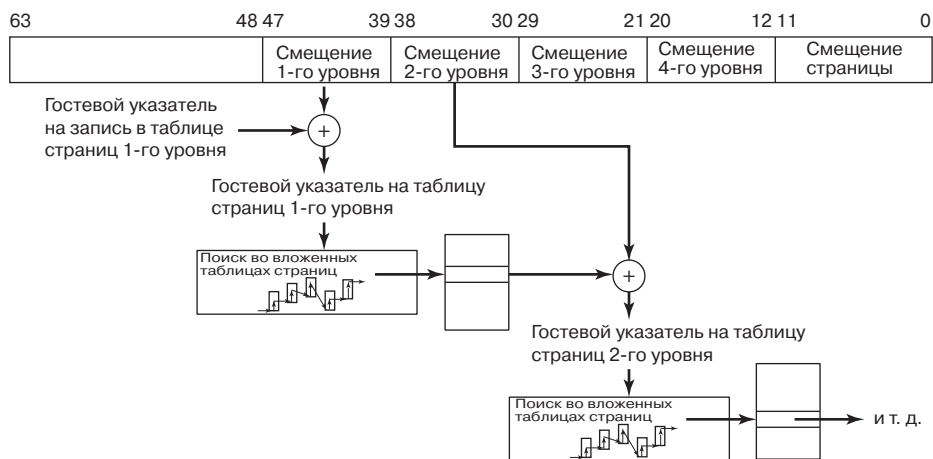 63 48 47 39 38 30 29 21 20 12 11 0
Смещение
1-го уровня
Смещение
2-го уровня
Смещение
3-го уровня
Смещение
4-го уровня
Смещение
страницы
Гостевой указатель
на запись в таблице
страниц 1-го уровня
+
Гостевой указатель на таблицу
страниц 1-го уровня
Поиск во вложенных
таблицах страниц
+
Гостевой указатель на таблицу
страниц 2-го уровня
Поиск во вложенных
таблицах страниц
и т. д.